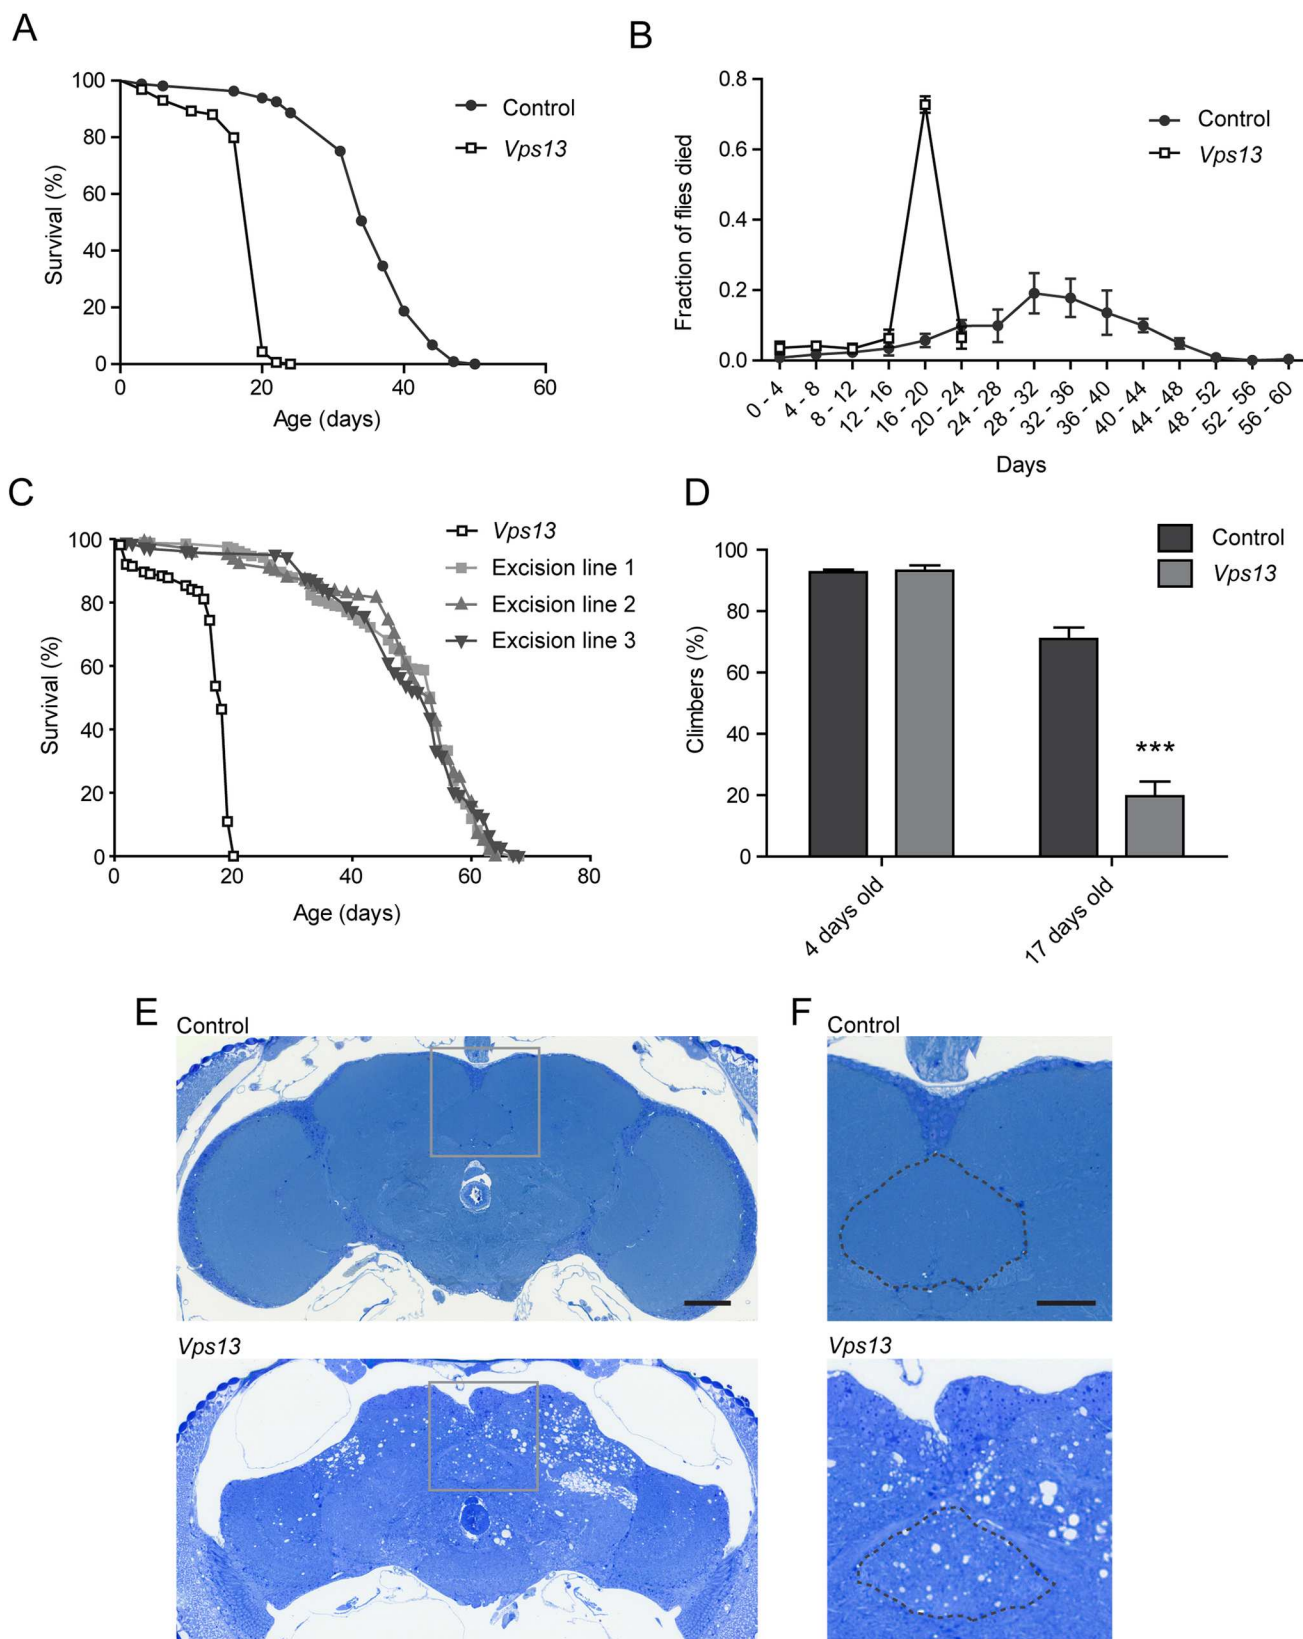 A
Survival (%)
100
80
60
40
20
0
0 20 40 60
Age (days)
Control
Vps13
B
Fraction of flies died
0.8
0.6
0.4
0.2
0.0
0 - 4
4 - 8
8 - 12
12 - 16
16 - 20
20 - 24
24 - 28
28 - 32
32 - 36
36 - 40
40 - 44
44 - 48
48 - 52
52 - 56
56 - 60
Days
Control
Vps13
C
Survival (%)
100
80
60
40
20
0
0 20 40 60 80
Age (days)
Vps13
Excision line 1
Excision line 2
Excision line 3
D
Climbers (%)
100
80
60
40
20
0
4 days old
17 days old
***
Control
Vps13
E
Control
Vps13
F
Control
Vps13